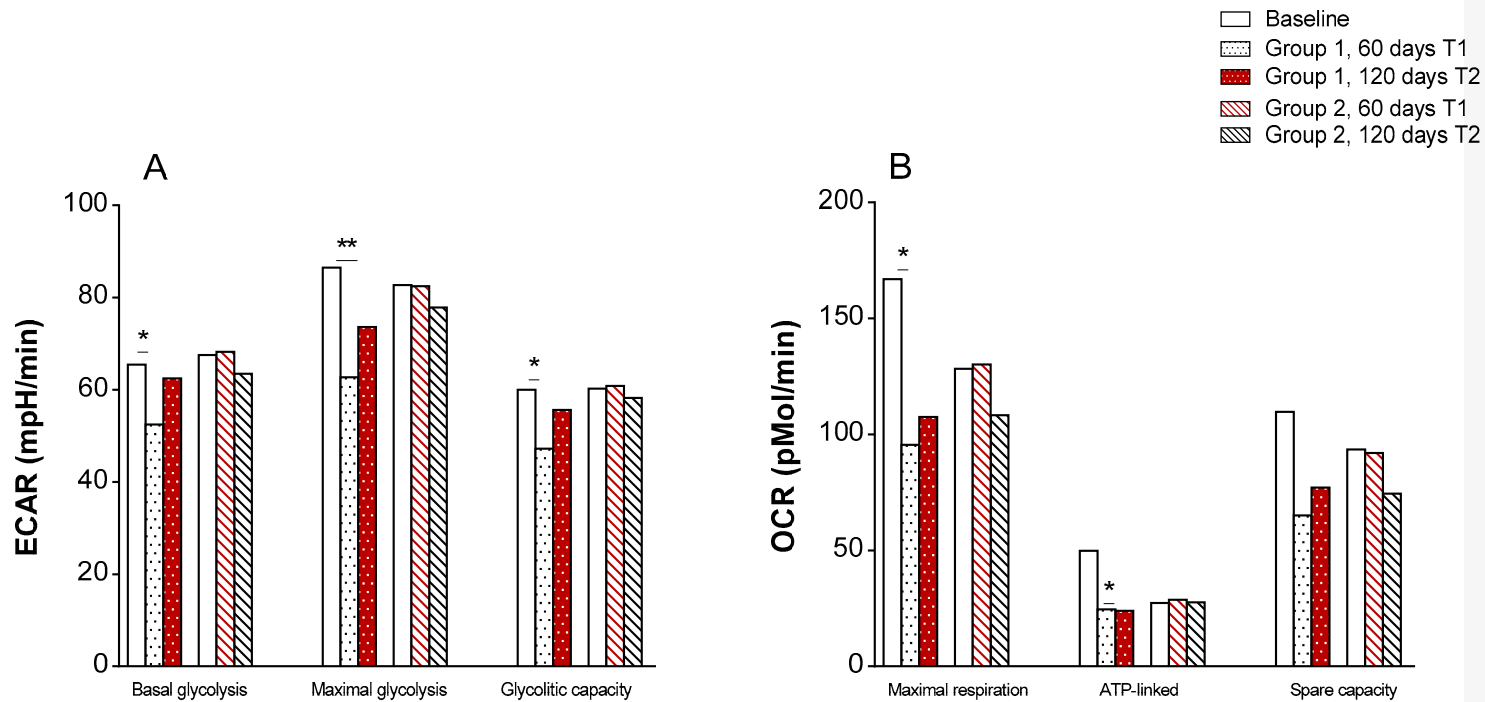 Baseline
Group 1, 60 days T1
Group 1, 120 days T2
Group 2, 60 days T1
Group 2, 120 days T2
A
ECAR (mpH/min)
100
80
60
40
20
0
*
**
*
Basal glycolysis
Maximal glycolysis
Glycolitic capacity
B
OCR (pMol/min)
200
150
100
50
0
*
*
Maximal respiration
ATP-linked
Spare capacity